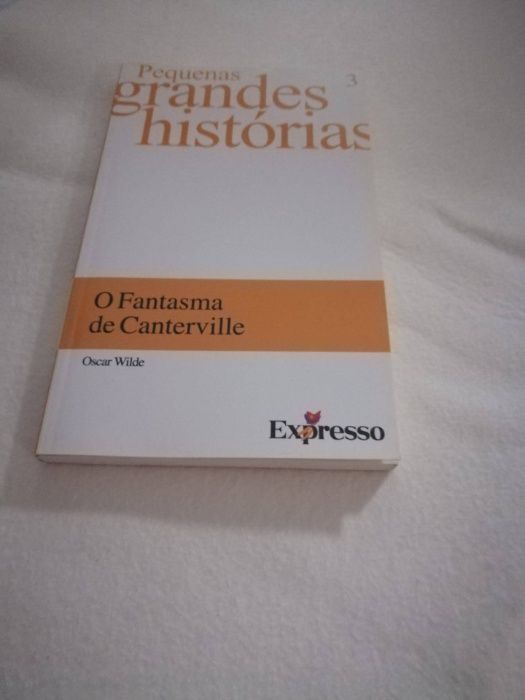 Pequenas
3
grandes
histórias
O Fantasma
de Canterville
Oscar Wilde
Expresso